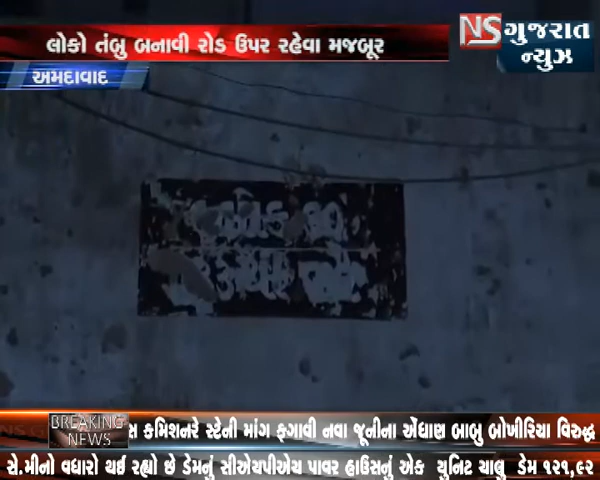 લોકો તંબુ બનાવી રોડ ઉપર રહેવા મજબૂર
NS ગુજરાત
ન્યુઝ
અમદાવાદ
BREAKING
NEWS
સ કમિશનરે સ્ટેની માંગ ફગાવી નવા જૂનીના એંધાણ બાબુ બોખીરિયા વિરુદ્ધ
સે.મીનો વધારો થઈ રહ્યો છે ડેમનું સીએચપીએચ પાવર હાઉસનું એક યુનિટ ચાલુ ડેમ ૧૨૧,૯૨